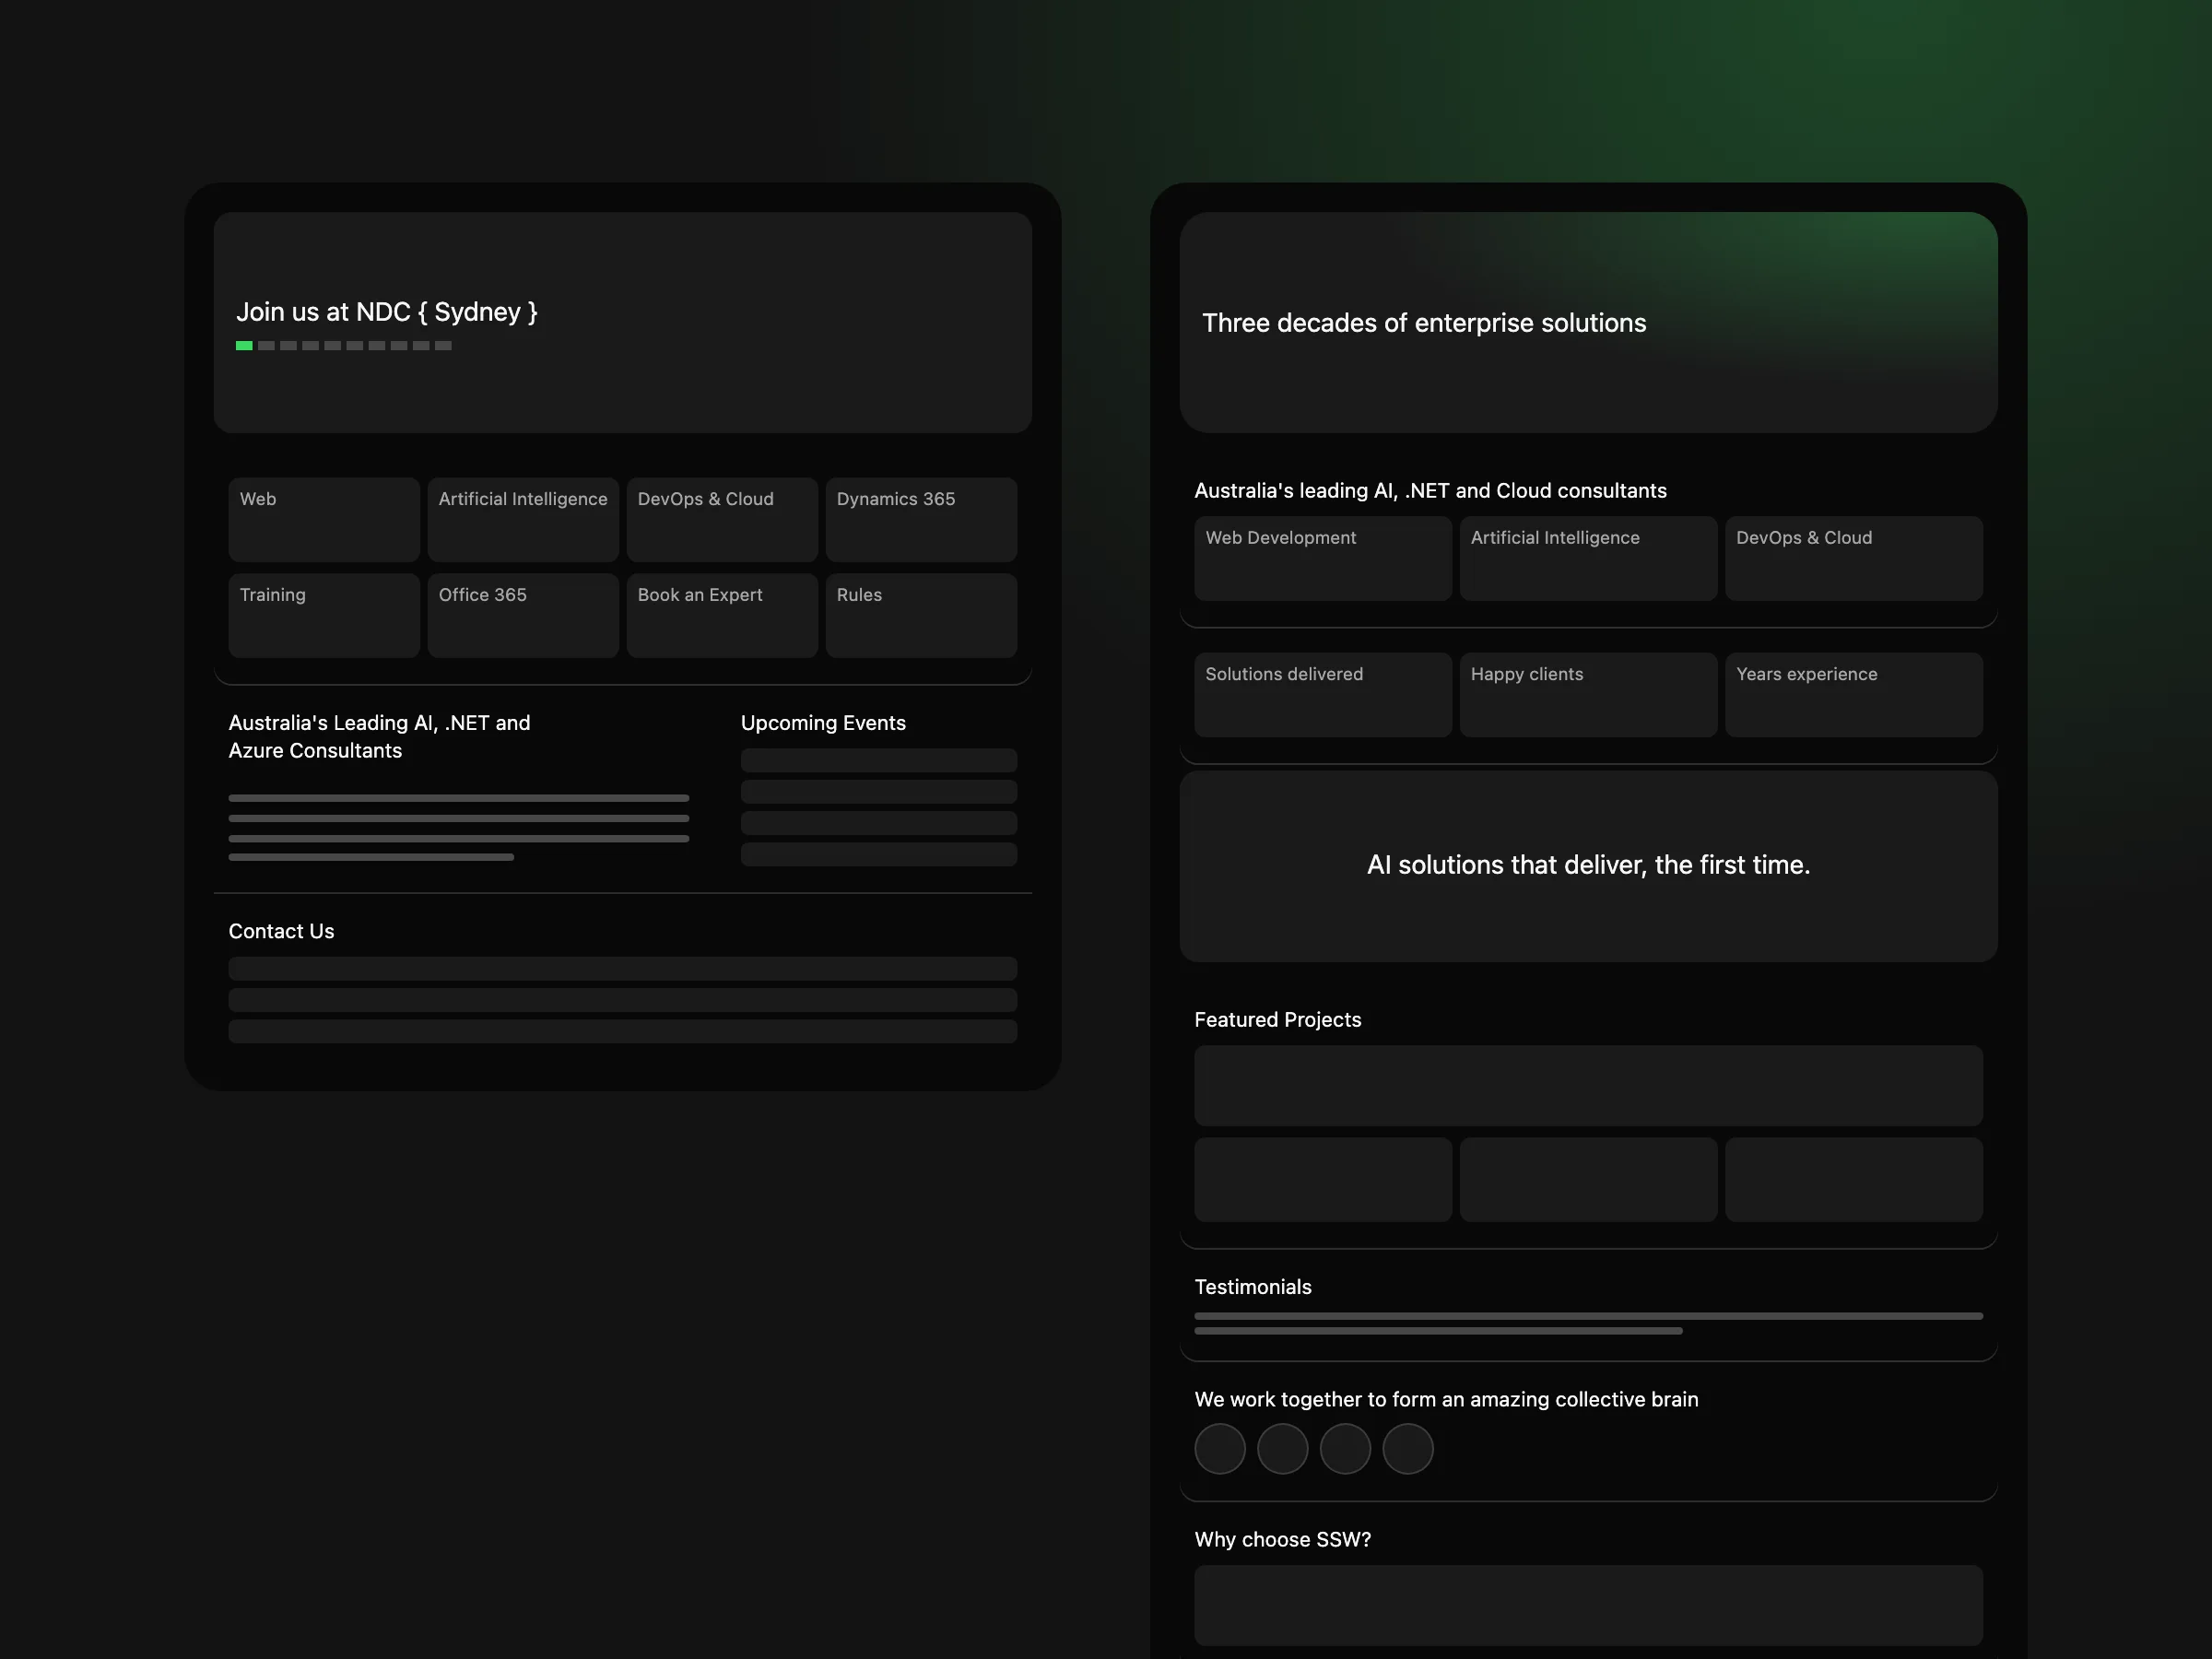 Join us at NDC { Sydney }
Web
Artificial Intelligence
DevOps & Cloud
Dynamics 365
Training
Office 365
Book an Expert
Rules
Australia's Leading AI, .NET and
Azure Consultants
Upcoming Events
Contact Us
Three decades of enterprise solutions
Australia's leading AI, .NET and Cloud consultants
Web Development
Artificial Intelligence
DevOps & Cloud
Solutions delivered
Happy clients
Years experience
AI solutions that deliver, the first time.
Featured Projects
Testimonials
We work together to form an amazing collective brain
Why choose SSW?